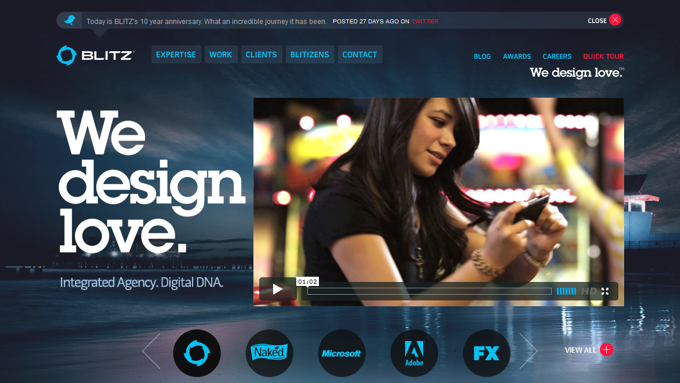 Today is BLITZ's 10 year anniversary. What an incredible journey it has been. POSTED 27 DAYS AGO ON TWITTER CLOSE
BLITZ EXPERTISE WORK CLIENTS BLITIZENS CONTACT BLOG AWARDS CAREERS QUICK TOUR
We design love.™
We
design
love.
Integrated Agency. Digital DNA.
01:02
HD
Naked Microsoft Adobe FX VIEW ALL